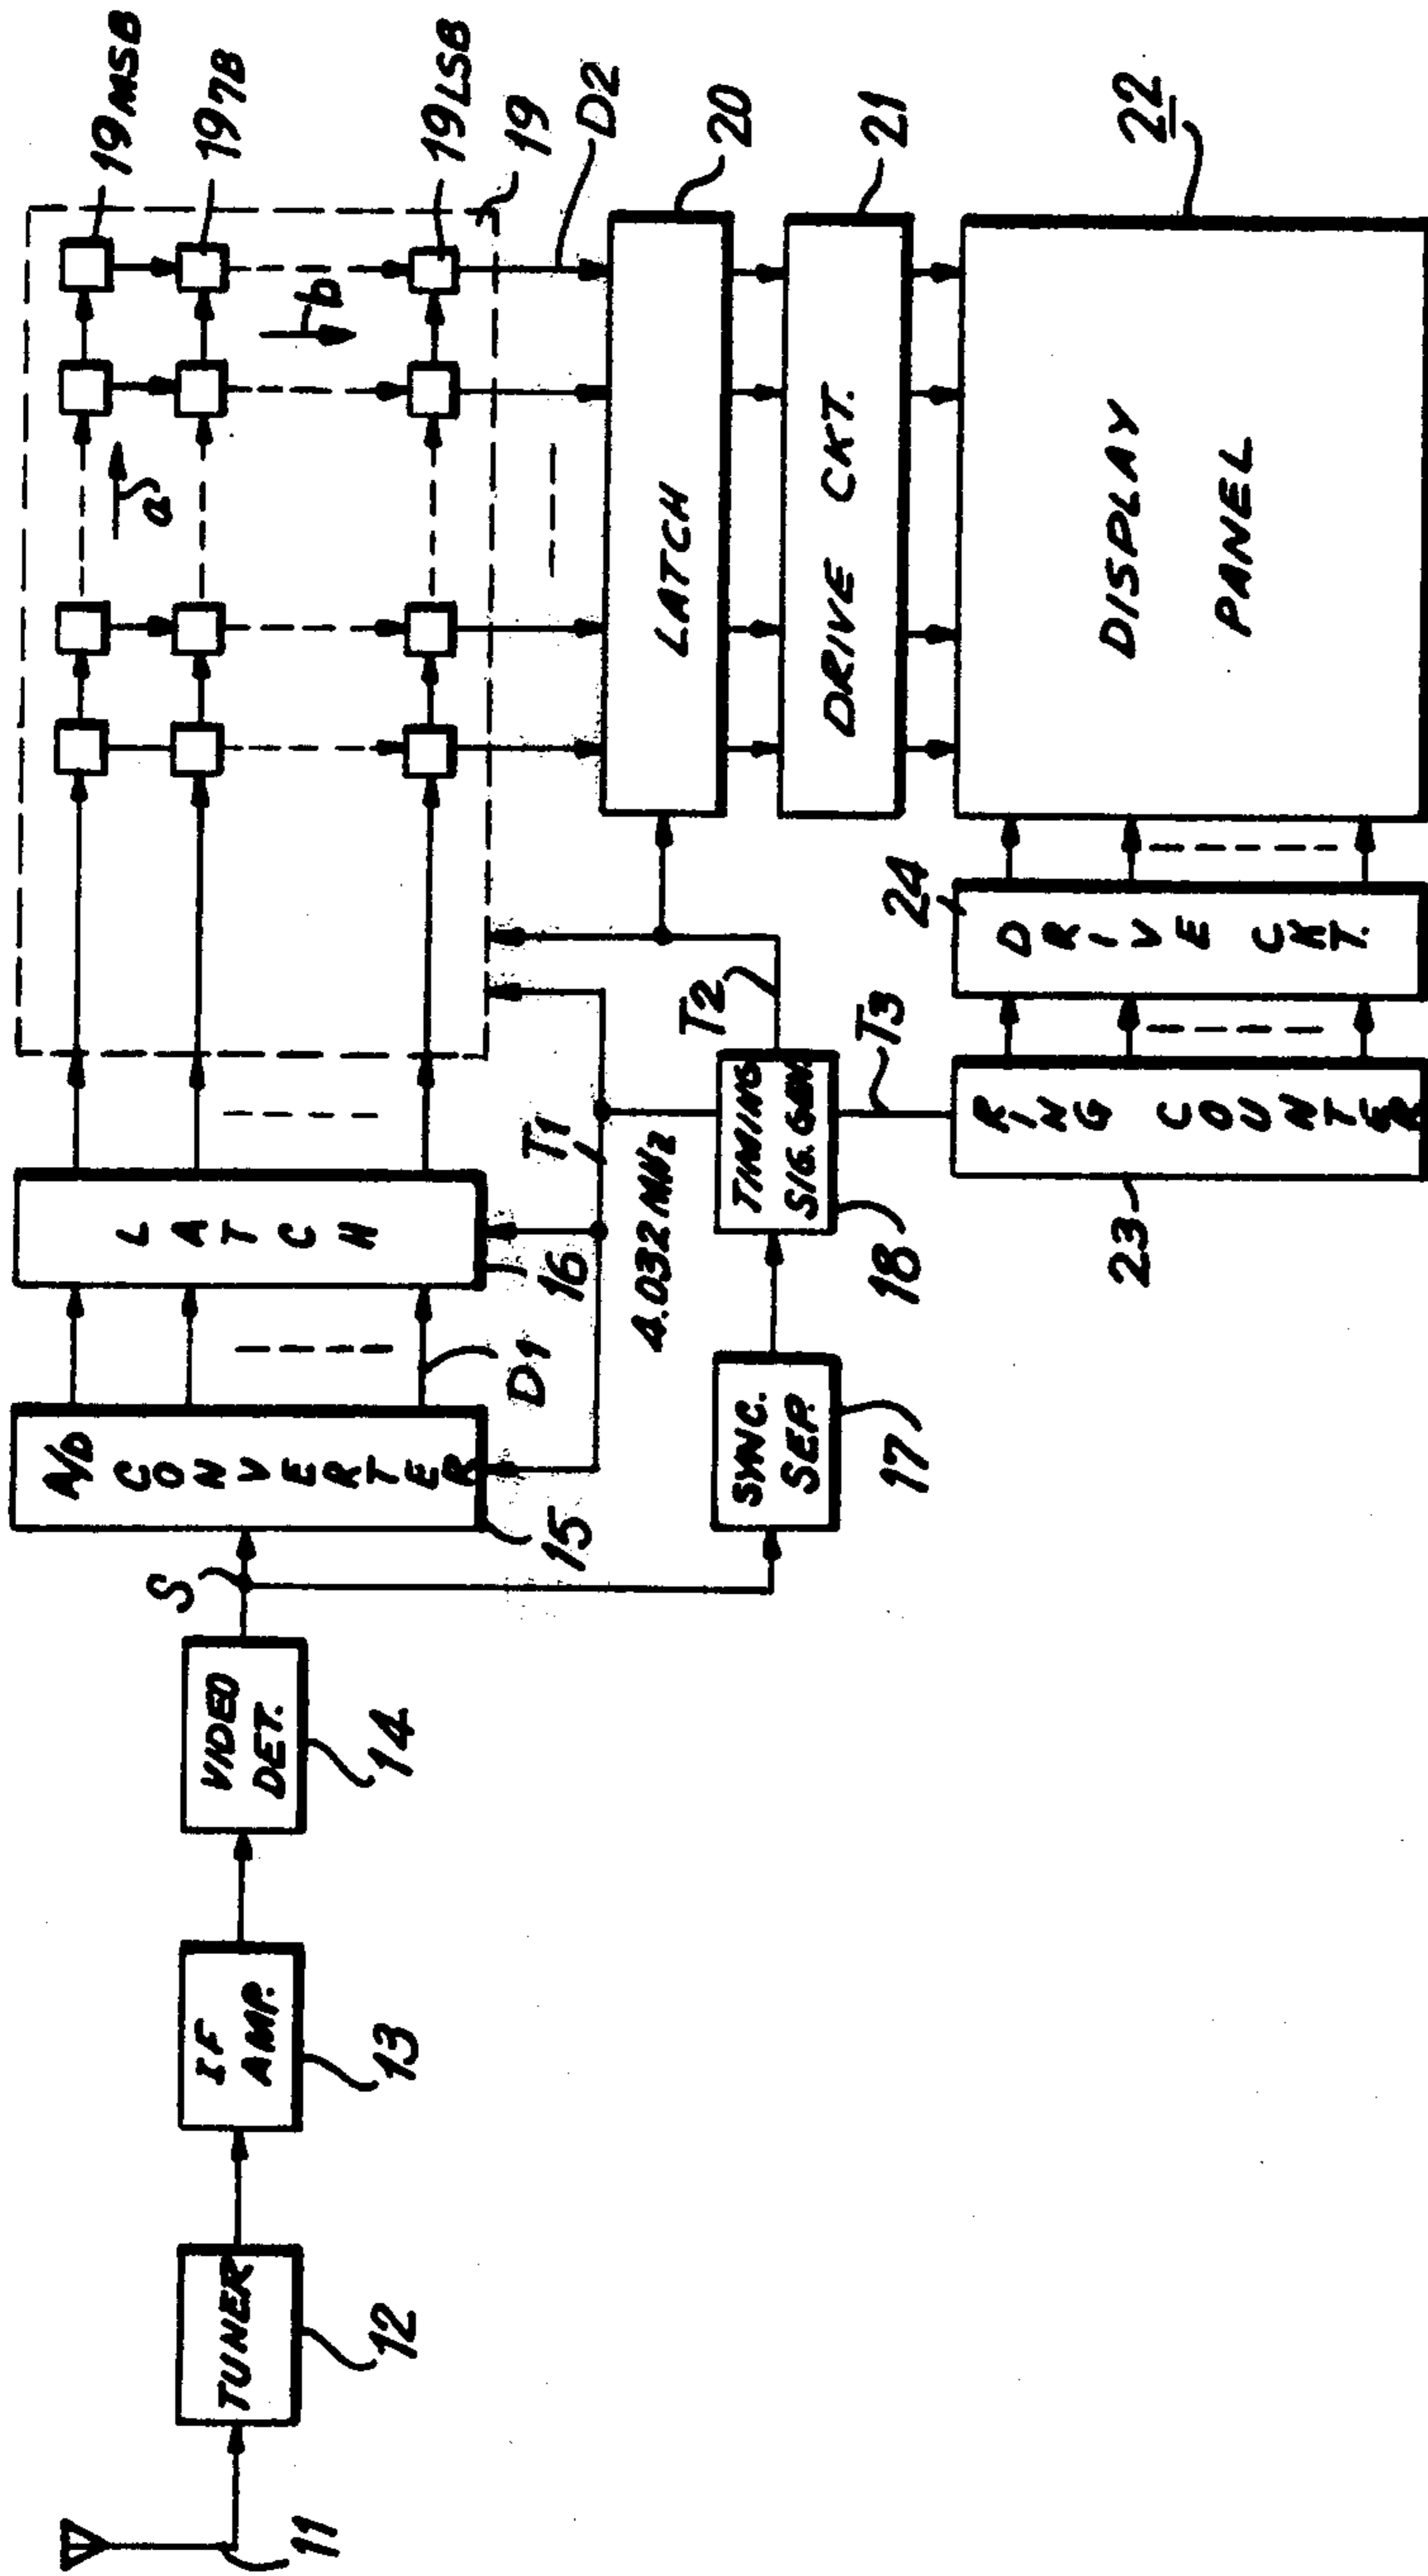 11
TUNER
12
IF
AMP.
13
VIDEO
DET.
14
S
A/D
CONVERTER
15
D1
LATCH
16
T1
4.032 MHz
SYNC.
SEP.
17
TIMING
SIG. GEN.
18
T2
T3
a
b
19MSB
197B
19LSB
19
D2
LATCH
20
DRIVE CKT.
21
DISPLAY
PANEL
22
RING COUNTER
23
DRIVE CKT.
24